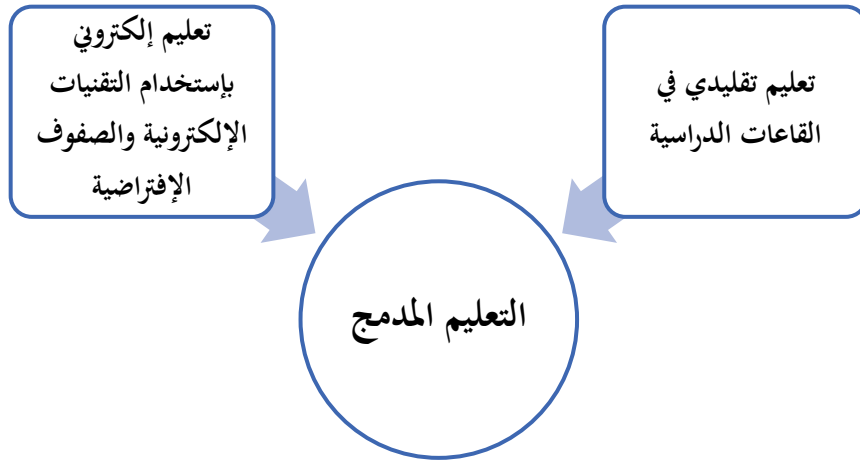 تعليم تقليدي في
القاعات الدراسية
تعليم إلكتروني
بإستخدام التقنيات
الإلكترونية والصفوف
الإفتراضية
التعليم المدمج